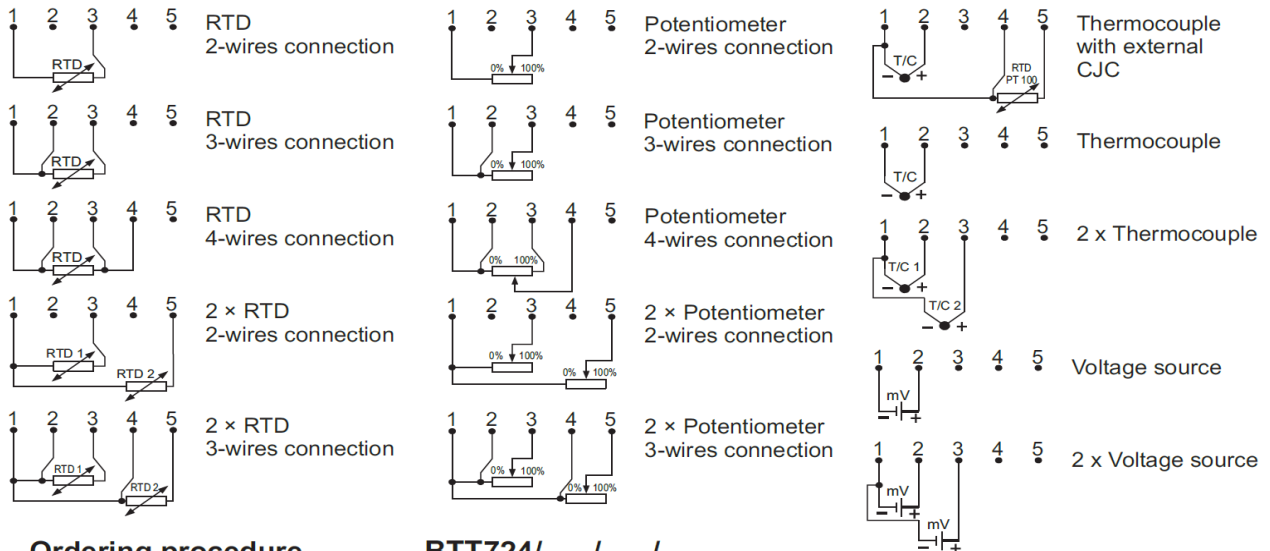 1 2 3 4 5
RTD
2-wires connection
RTD
1 2 3 4 5
RTD
3-wires connection
RTD
1 2 3 4 5
RTD
4-wires connection
RTD
1 2 3 4 5
2 × RTD
2-wires connection
RTD 1
RTD 2
1 2 3 4 5
2 × RTD
3-wires connection
RTD 1
RTD 2
1 2 3 4 5
Potentiometer
2-wires connection
0% 100%
1 2 3 4 5
Potentiometer
3-wires connection
0% 100%
1 2 3 4 5
Potentiometer
4-wires connection
0% 100%
1 2 3 4 5
2 × Potentiometer
2-wires connection
0% 100%
0% 100%
1 2 3 4 5
2 × Potentiometer
3-wires connection
0% 100%
0% 100%
1 2 3 4 5
Thermocouple
with external
CJC
T/C
- +
RTD
PT 100
1 2 3 4 5
Thermocouple
T/C
- +
1 2 3 4 5
2 x Thermocouple
T/C 1
- +
T/C 2
- +
1 2 3 4 5
Voltage source
mV
- +
1 2 3 4 5
2 x Voltage source
mV
- +
mV
- +
Ordering procedure
BTT724/ / /